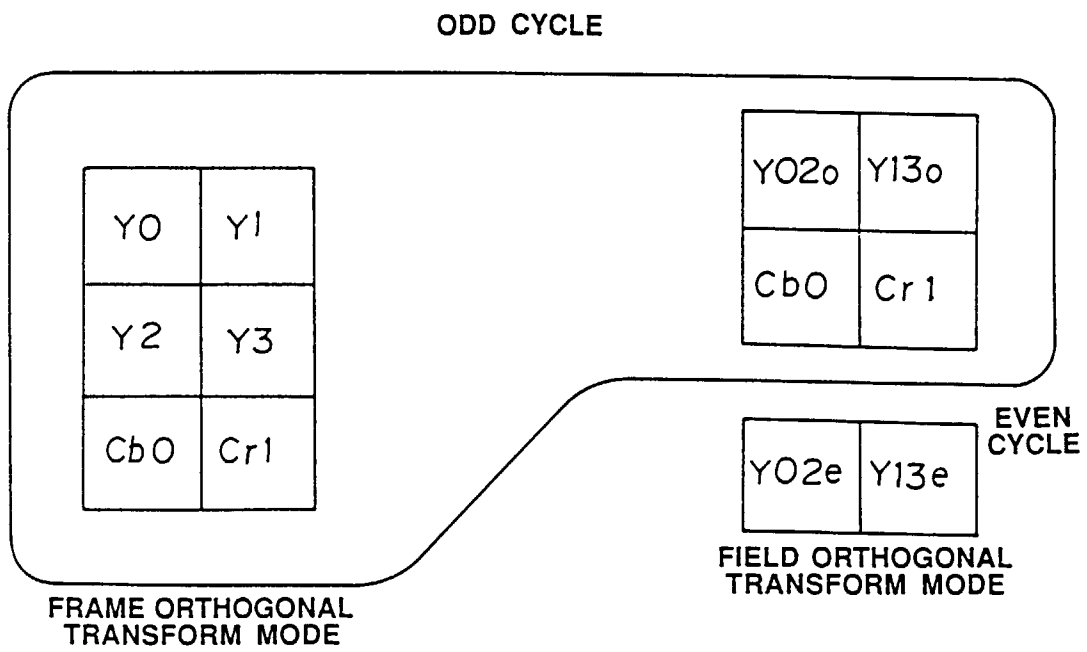 ODD CYCLE
Y0 Y1
Y2 Y3
Cb0 Cr1
Y02o Y13o
Cb0 Cr1
EVEN
CYCLE
Y02e Y13e
FIELD ORTHOGONAL
TRANSFORM MODE
FRAME ORTHOGONAL
TRANSFORM MODE